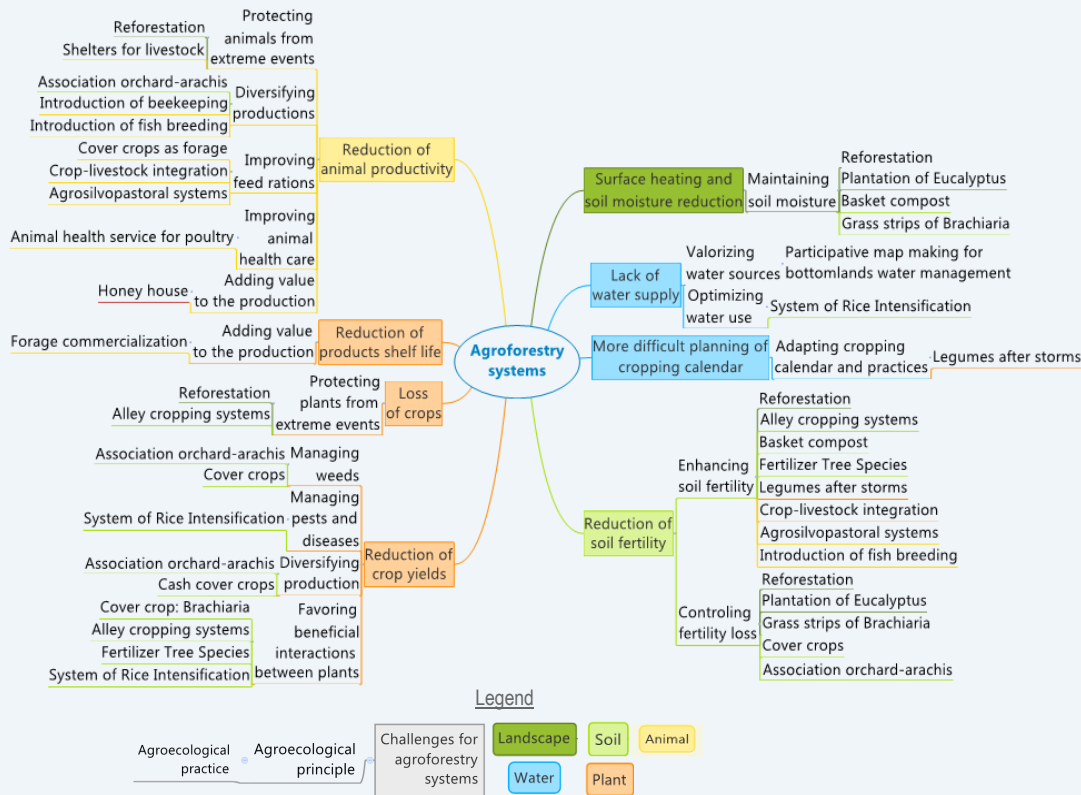 Protecting
animals from
extreme events
Reforestation
Shelters for livestock
Diversifying
productions
Association orchard-arachis
Introduction of beekeeping
Introduction of fish breeding
Improving
feed rations
Cover crops as forage
Crop-livestock integration
Agrosilvopastoral systems
Improving
animal
health care
Animal health service for poultry
Adding value
to the production
Honey house
Reduction of
animal productivity
Reduction of
products shelf life
Adding value
to the production
Forage commercialization
Loss
of crops
Protecting
plants from
extreme events
Reforestation
Alley cropping systems
Reduction of
crop yields
Managing
weeds
Association orchard-arachis
Cover crops
Managing
pests and
diseases
System of Rice Intensification
Diversifying
production
Association orchard-arachis
Cash cover crops
Favoring
beneficial
interactions
between plants
Cover crop: Brachiaria
Alley cropping systems
Fertilizer Tree Species
System of Rice Intensification
Agroforestry
systems
Surface heating and
soil moisture reduction
Maintaining
soil moisture
Reforestation
Plantation of Eucalyptus
Basket compost
Grass strips of Brachiaria
Lack of
water supply
Valorizing
water sources
Participative map making for
bottomlands water management
Optimizing
water use
System of Rice Intensification
More difficult planning of
cropping calendar
Adapting cropping
calendar and practices
Legumes after storms
Reduction of
soil fertility
Enhancing
soil fertility
Reforestation
Alley cropping systems
Basket compost
Fertilizer Tree Species
Legumes after storms
Crop-livestock integration
Agrosilvopastoral systems
Introduction of fish breeding
Controling
fertility loss
Reforestation
Plantation of Eucalyptus
Grass strips of Brachiaria
Cover crops
Association orchard-arachis
Legend
Agroecological
practice
Agroecological
principle
Challenges for
agroforestry
systems
Landscape
Soil
Animal
Water
Plant